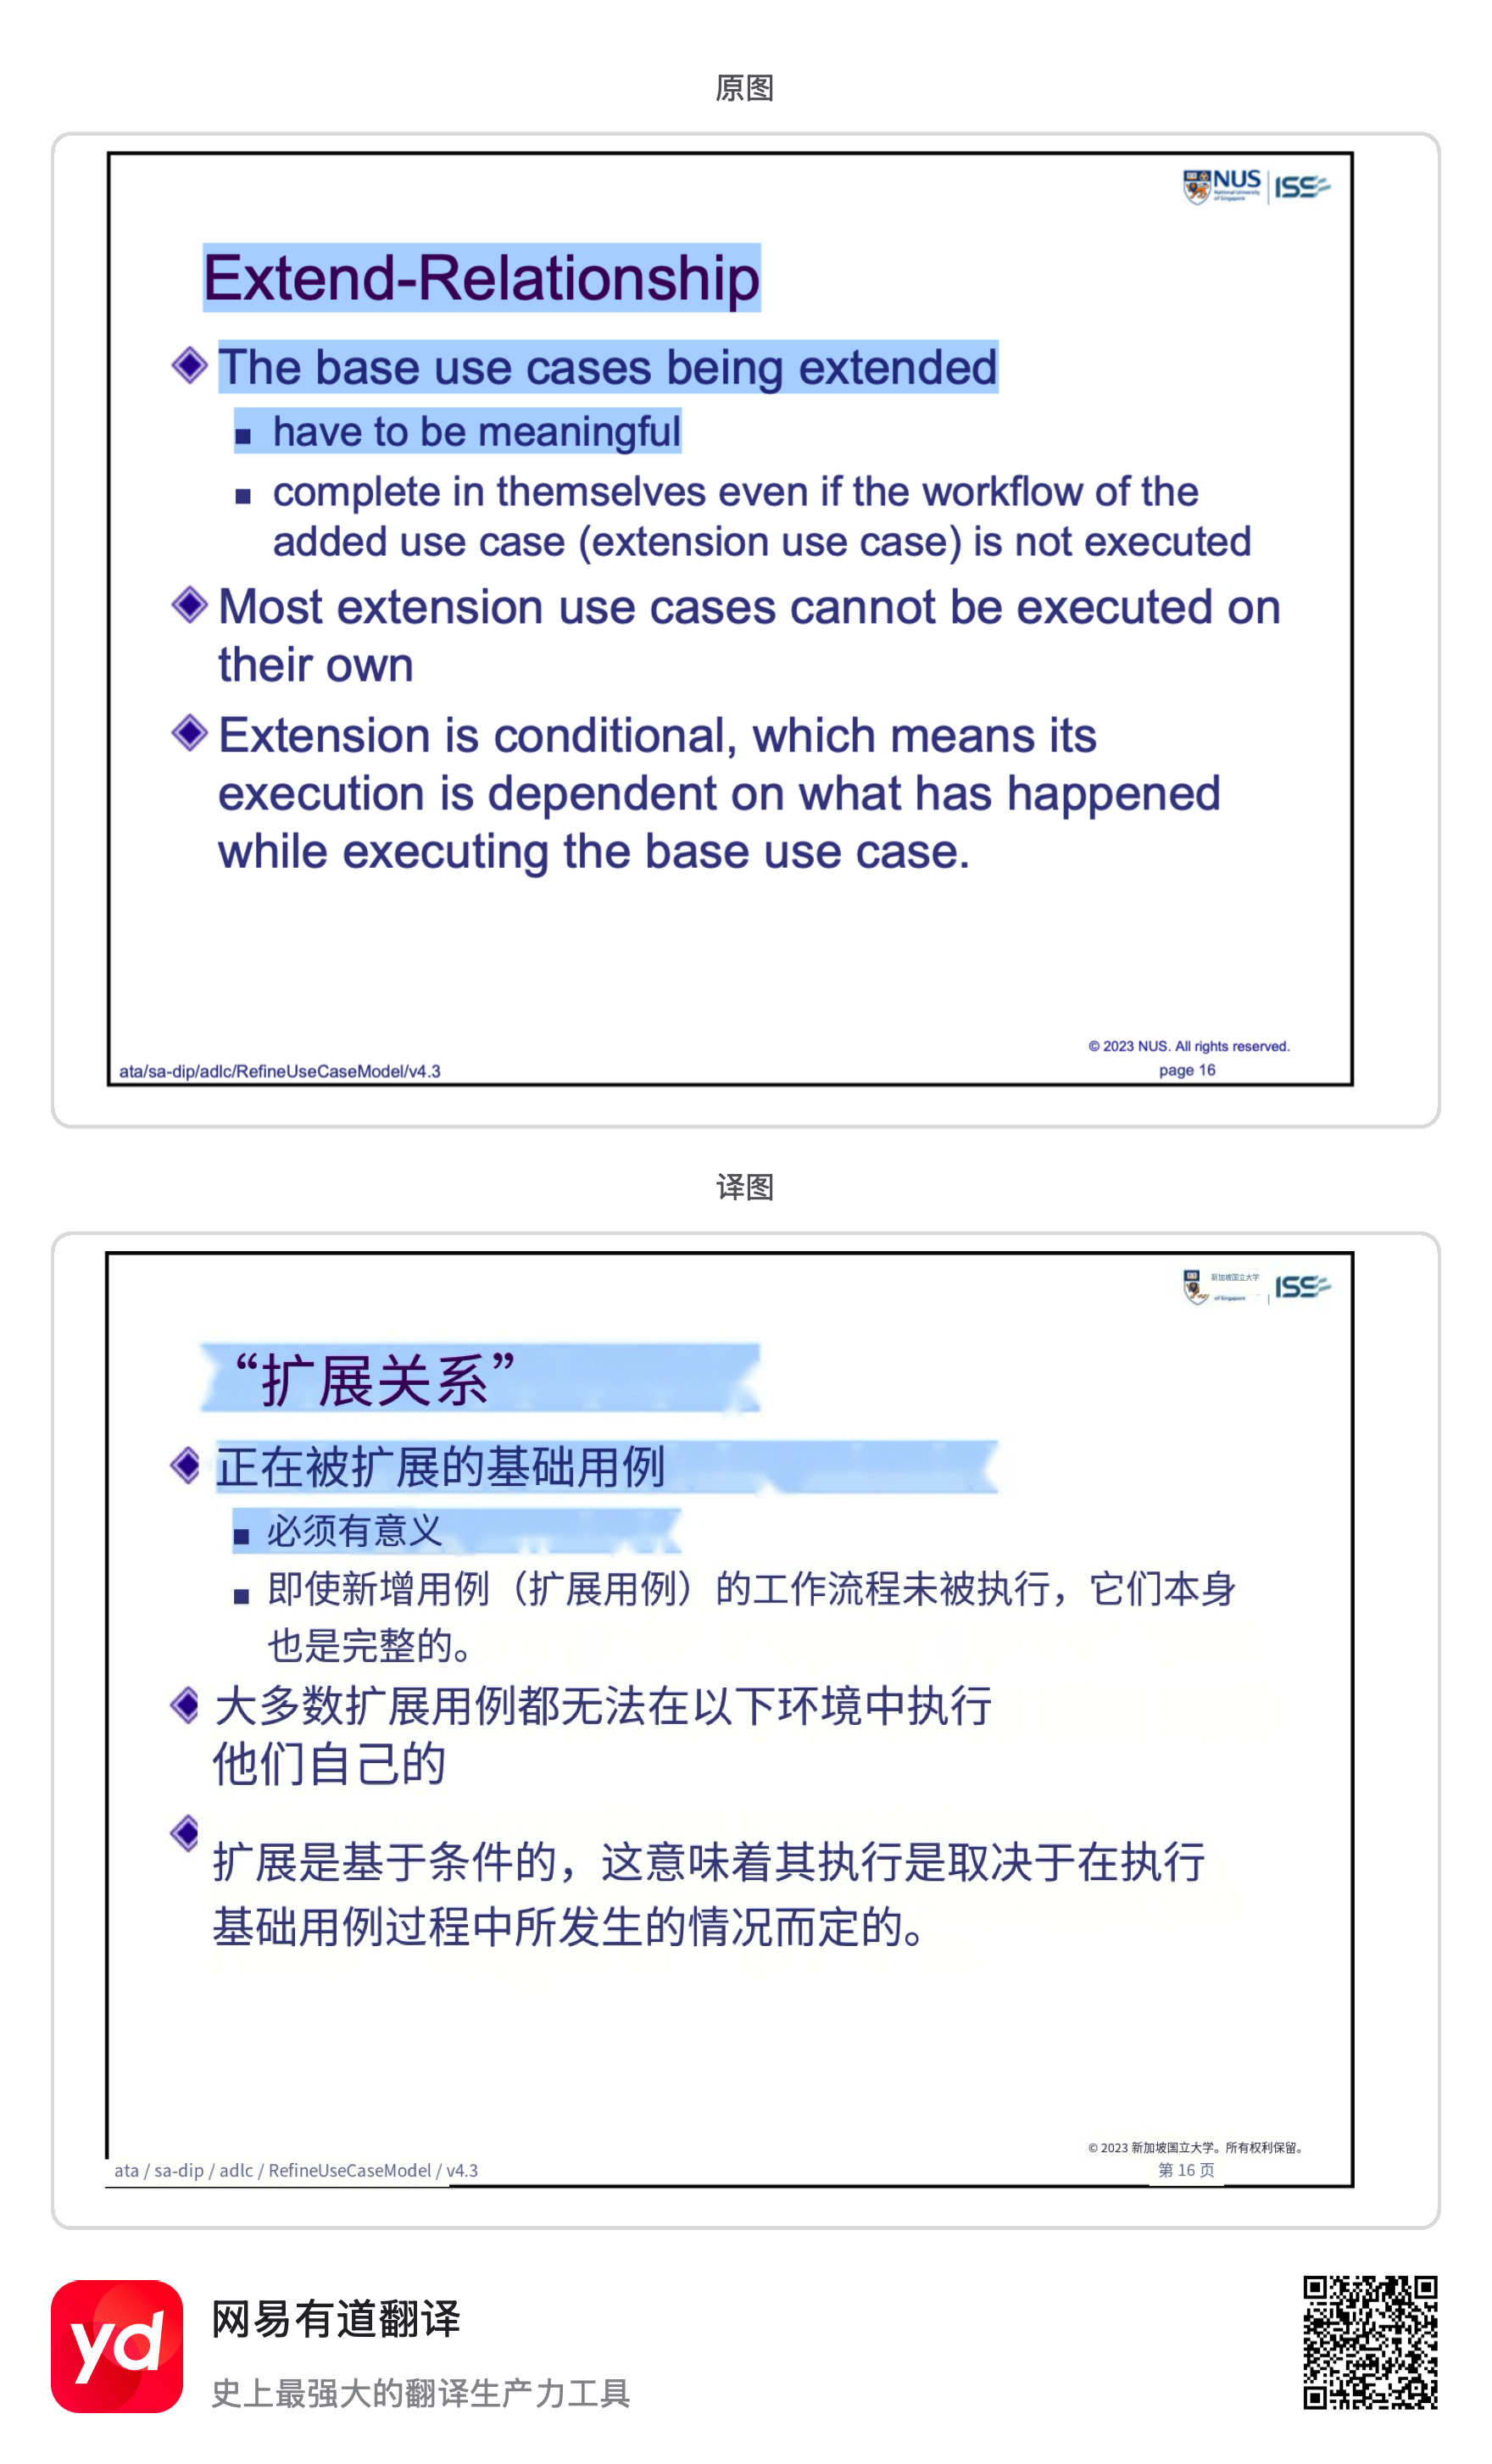 原图
NUS
National University
of Singapore
ISS
Extend-Relationship
The base use cases being extended
have to be meaningful
complete in themselves even if the workflow of the
added use case (extension use case) is not executed
Most extension use cases cannot be executed on
their own
Extension is conditional, which means its
execution is dependent on what has happened
while executing the base use case.
© 2023 NUS. All rights reserved.
ata/sa-dip/adlc/RefineUseCaseModel/v4.3
page 16
译图
新加坡国立大学
of Singapore
ISS
“扩展关系”
正在被扩展的基础用例
必须有意义
即使新增用例（扩展用例）的工作流程未被执行，它们本身
也是完整的。
大多数扩展用例都无法在以下环境中执行
他们自己的
扩展是基于条件的，这意味着其执行是取决于在执行
基础用例过程中所发生的情况而定的。
© 2023 新加坡国立大学。所有权利保留。
ata / sa-dip / adlc / RefineUseCaseModel / v4.3
第 16 页
yd
网易有道翻译
史上最强大的翻译生产力工具